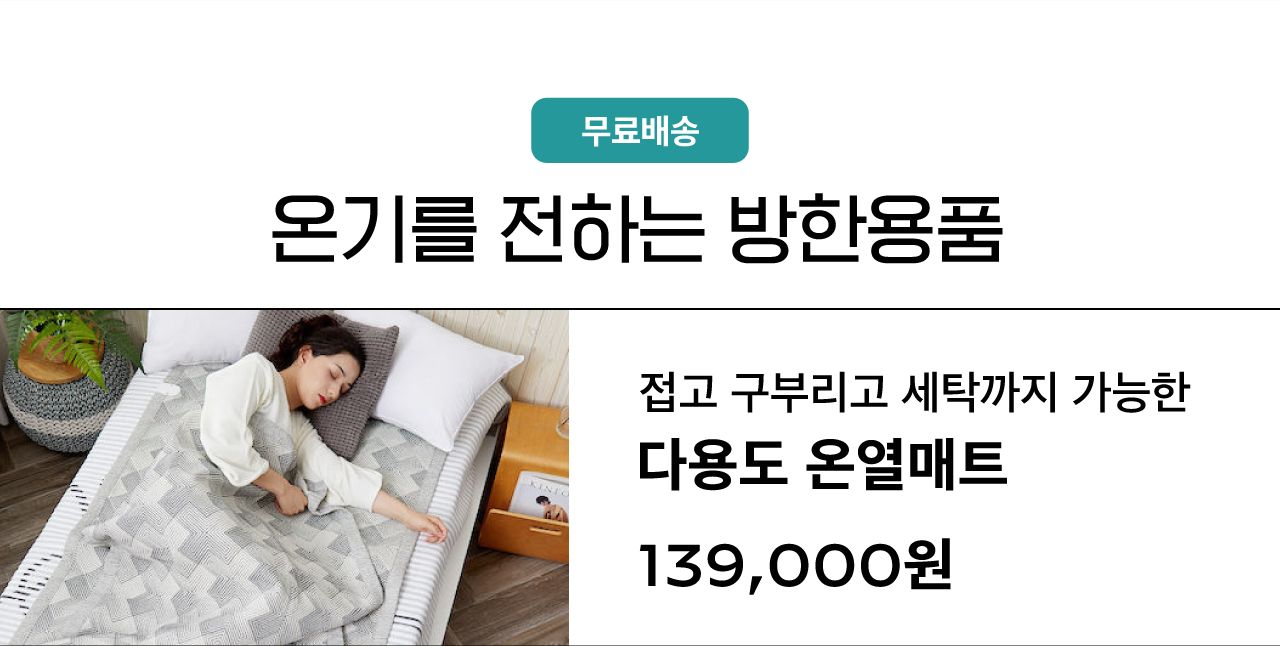 무료배송
온기를 전하는 방한용품
접고 구부리고 세탁까지 가능한
다용도 온열매트
139,000원